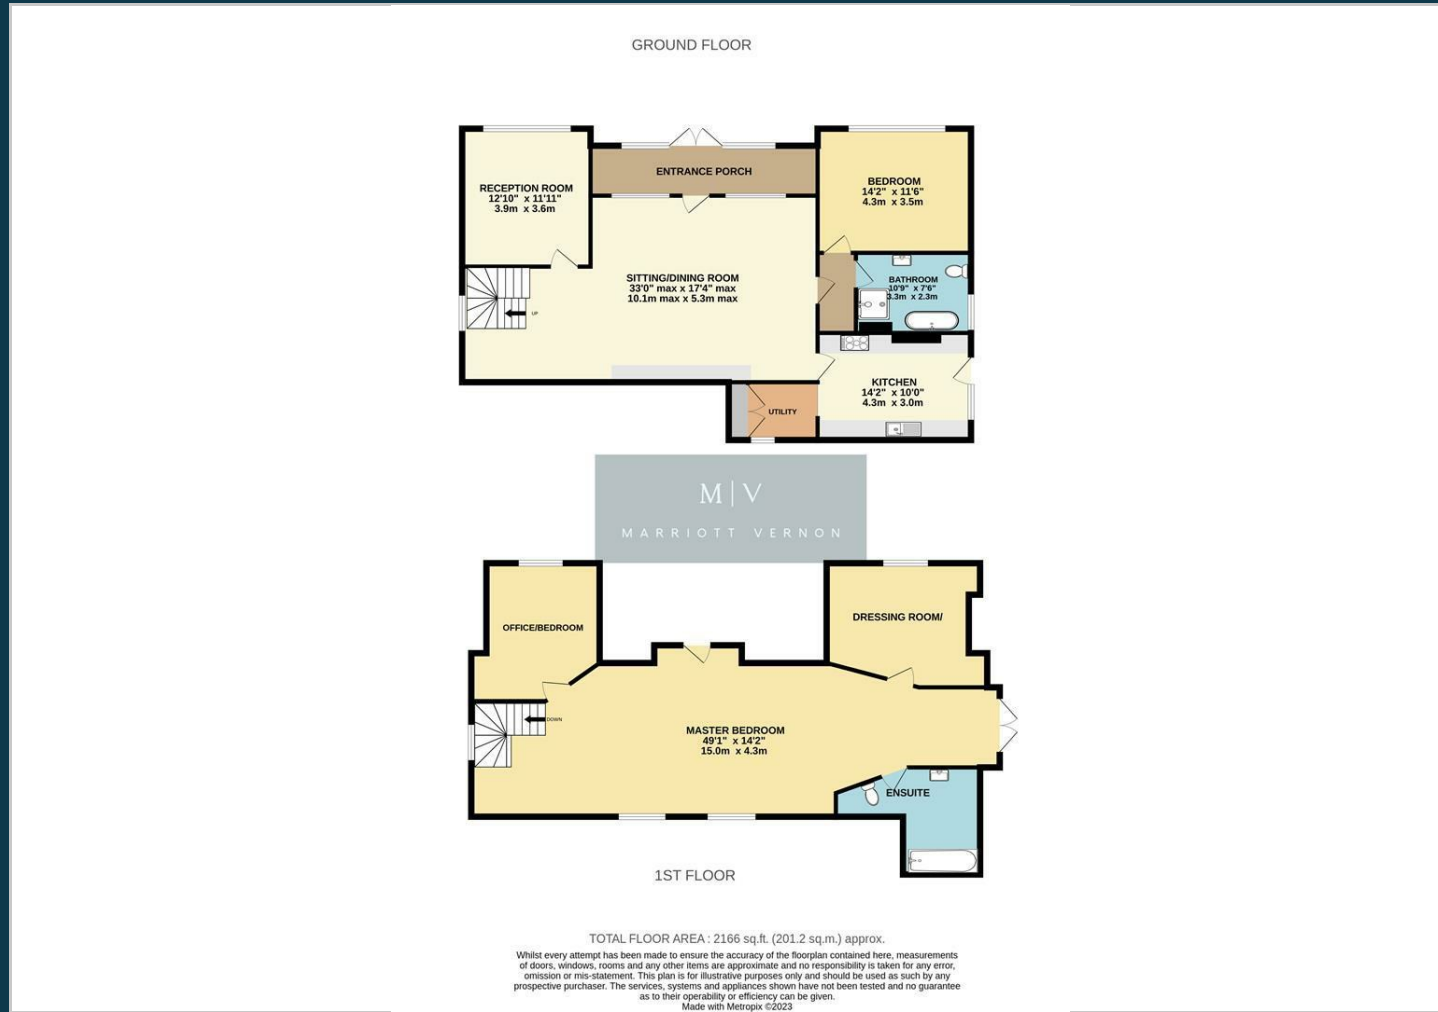 GROUND FLOOR
ENTRANCE PORCH
RECEPTION ROOM
12'10" x 11'11"
3.9m x 3.6m
BEDROOM
14'2" x 11'6"
4.3m x 3.5m
SITTING/DINING ROOM
33'0" max x 17'4" max
10.1m max x 5.3m max
BATHROOM
10'9" x 7'6"
3.3m x 2.3m
UP
KITCHEN
14'2" x 10'0"
4.3m x 3.0m
UTILITY
M|V
MARRIOTT VERNON
OFFICE/BEDROOM
DRESSING ROOM/
DOWN
MASTER BEDROOM
49'1" x 14'2"
15.0m x 4.3m
ENSUITE
1ST FLOOR
TOTAL FLOOR AREA : 2166 sq.ft. (201.2 sq.m.) approx.
Whilst every attempt has been made to ensure the accuracy of the floorplan contained here, measurements
of doors, windows, rooms and any other items are approximate and no responsibility is taken for any error,
omission or mis-statement. This plan is for illustrative purposes only and should be used as such by any
prospective purchaser. The services, systems and appliances shown have not been tested and no guarantee
as to their operability or efficiency can be given.
Made with Metropix ©2023